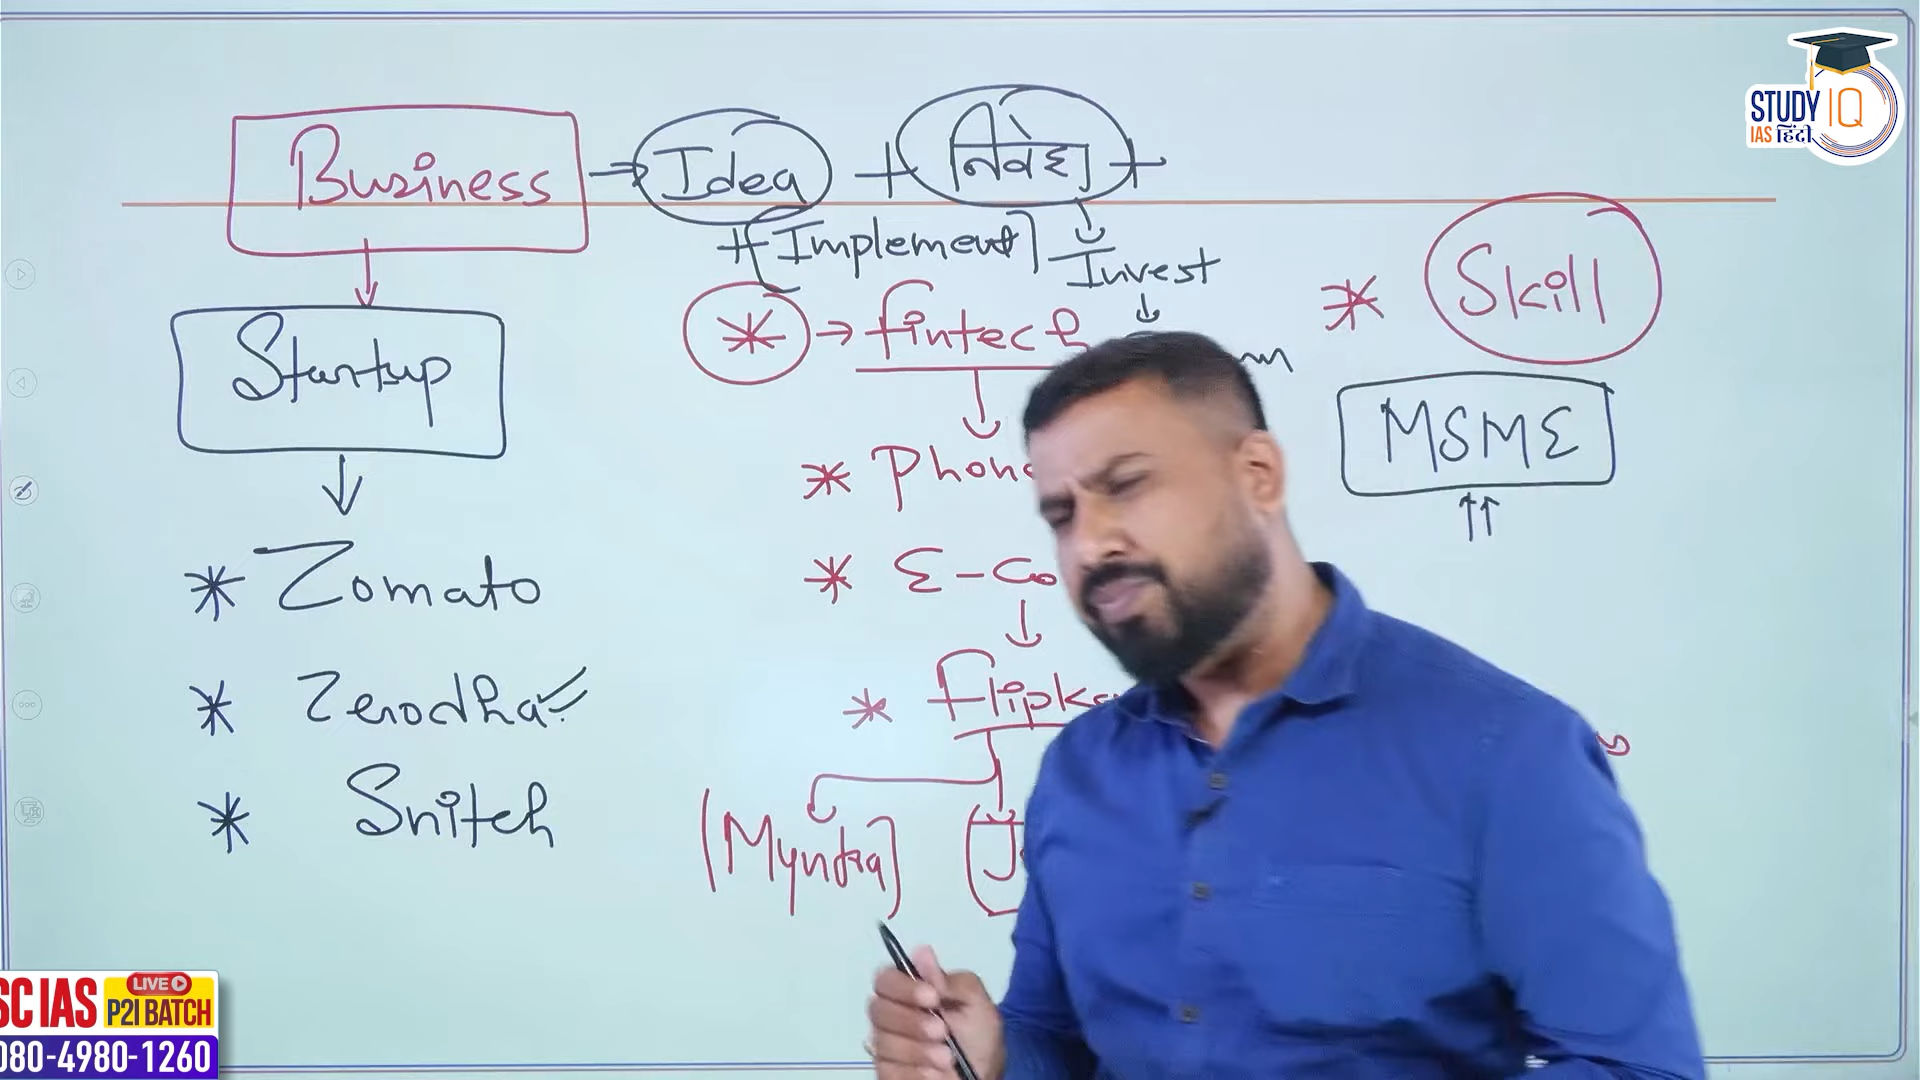 STUDY IQ
IAS हिंदी
Business → Idea + निवेश +
+ [Implement]
Invest
* Skill
* → fintech
Startup
MSME
↑↑
* Phone
* E-Co
* Zomato
* Flipka
* Zerodha
[Myntra]
* Snitch
SC IAS LIVE
P2I BATCH
080-4980-1260